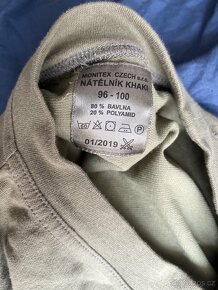 MONITEX CZECH s.r.o.
NÁTĚLNÍK KHAKI
96 - 100
80 % BAVLNA
20 % POLYAMID
01/2019